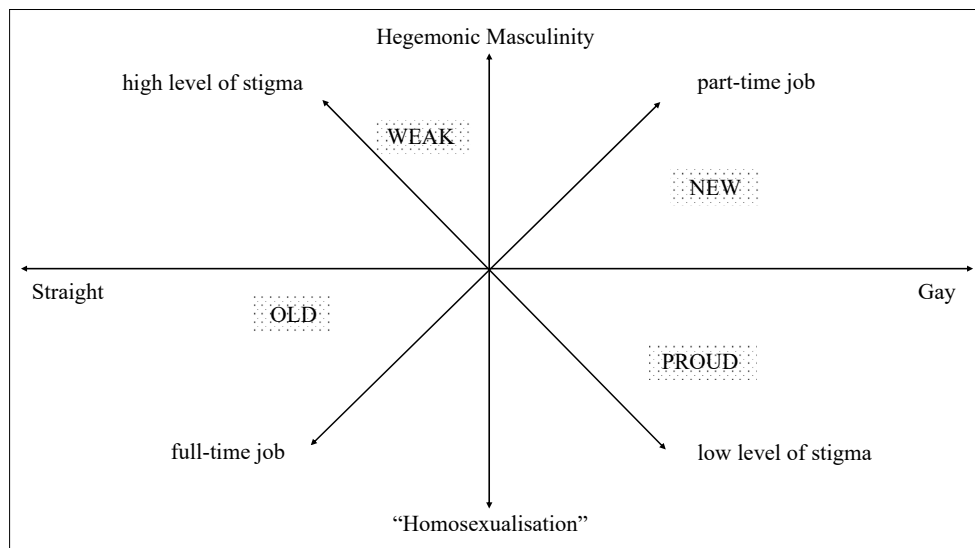 Hegemonic Masculinity
high level of stigma
part-time job
WEAK
NEW
Straight
Gay
OLD
PROUD
full-time job
low level of stigma
“Homosexualisation”